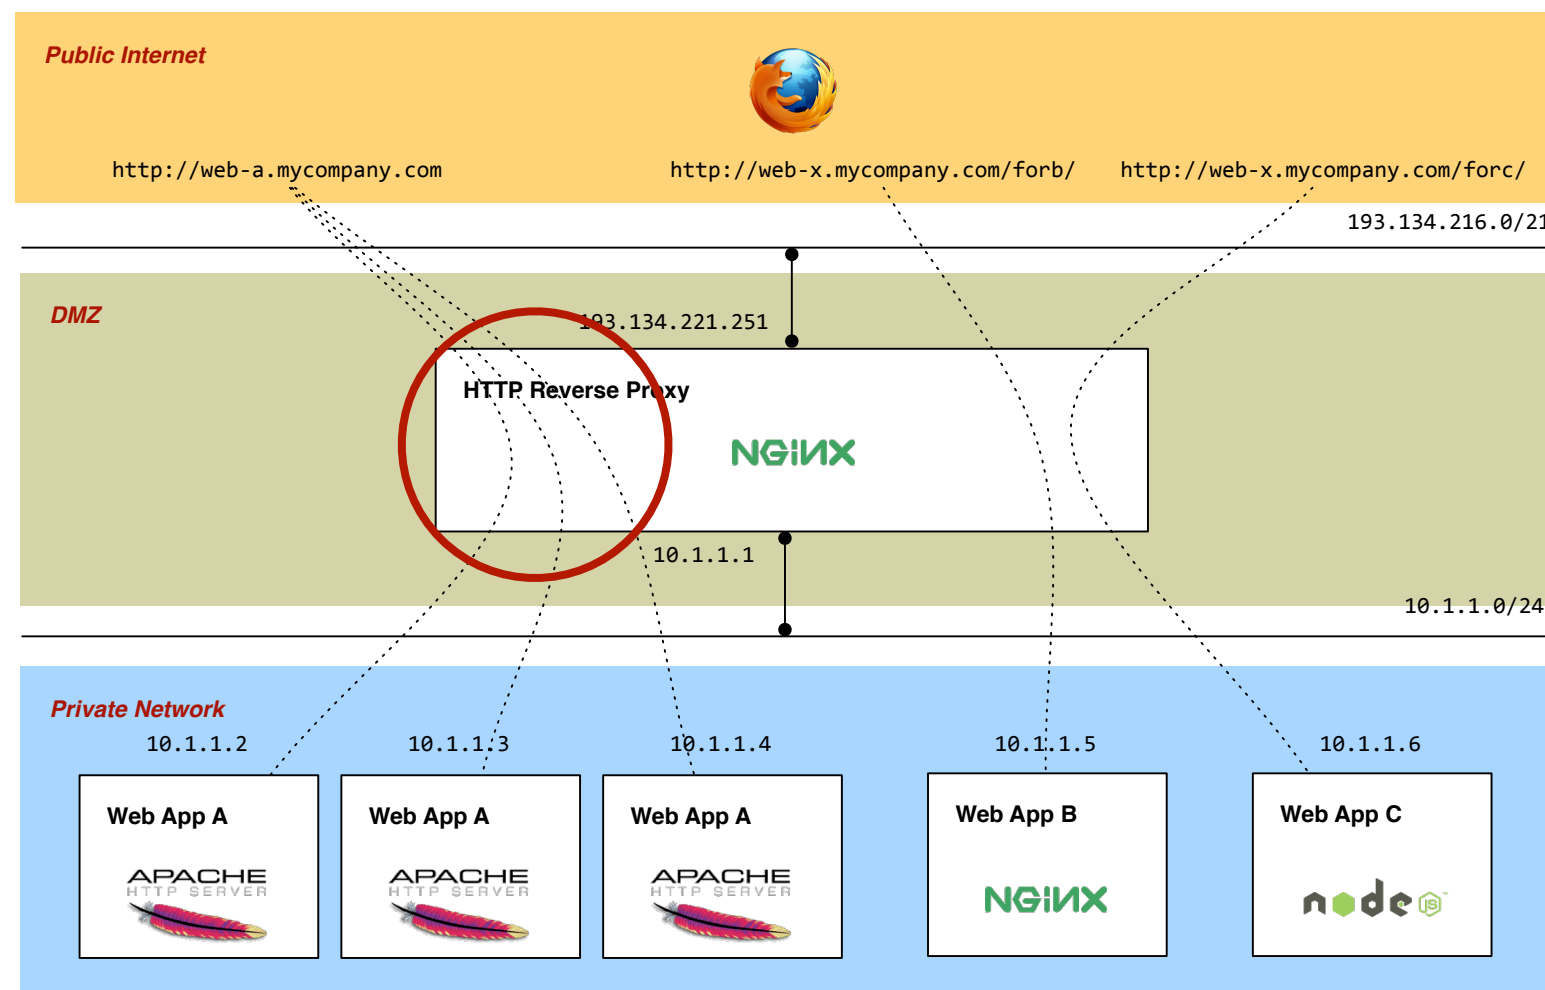 Public Internet
http://web-a.mycompany.com
http://web-x.mycompany.com/forb/
http://web-x.mycompany.com/forc/
193.134.216.0/21
DMZ
193.134.221.251
HTTP Reverse Proxy
NGiNX
10.1.1.1
10.1.1.0/24
Private Network
10.1.1.2
10.1.1.3
10.1.1.4
10.1.1.5
10.1.1.6
Web App A
APACHE
HTTP SERVER
Web App A
APACHE
HTTP SERVER
Web App A
APACHE
HTTP SERVER
Web App B
NGiNX
Web App C
node JS